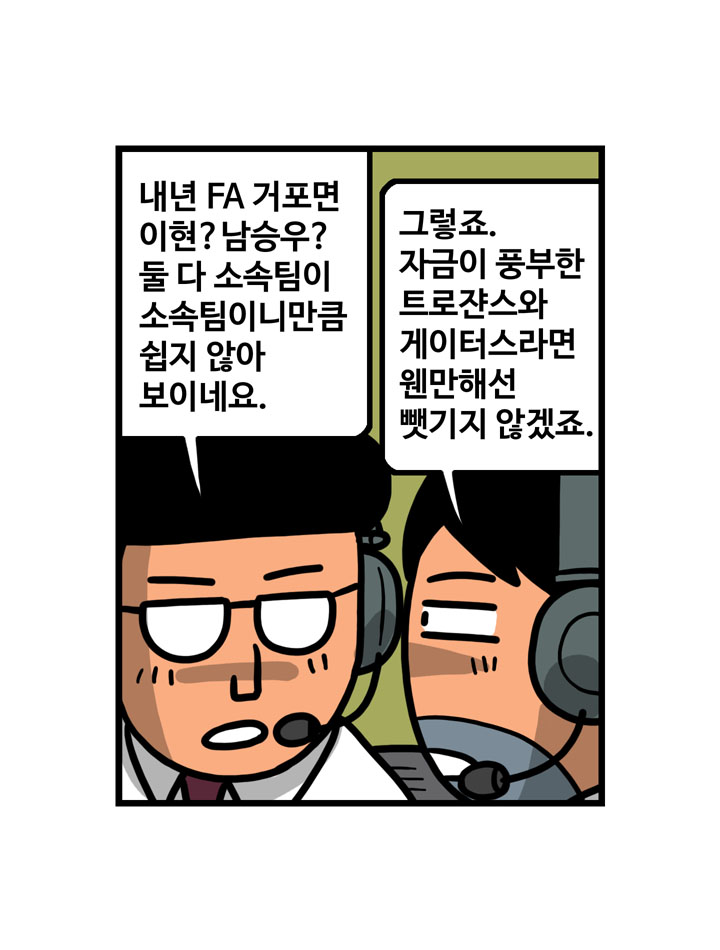 내년 FA 거포면
이현? 남승우?
둘 다 소속팀이
소속팀이니만큼
쉽지 않아
보이네요.
그렇죠.
자금이 풍부한
트로쟌스와
게이터스라면
웬만해선
뺏기지 않겠죠.